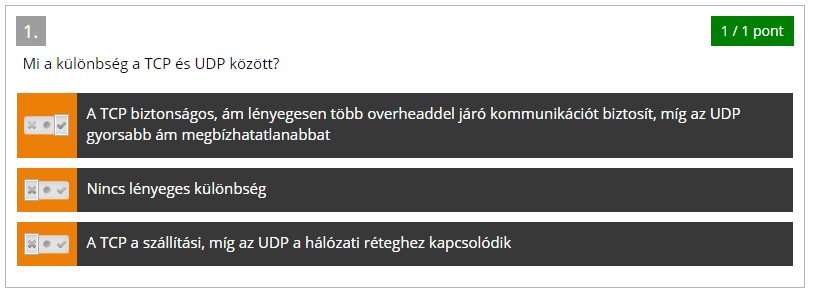 1.
1 / 1 pont
Mi a különbség a TCP és UDP között?
A TCP biztonságos, ám lényegesen több overheaddel járó kommunikációt biztosít, míg az UDP
gyorsabb ám megbízhatatlanabbat
Nincs lényeges különbség
A TCP a szállítási, míg az UDP a hálózati réteghez kapcsolódik